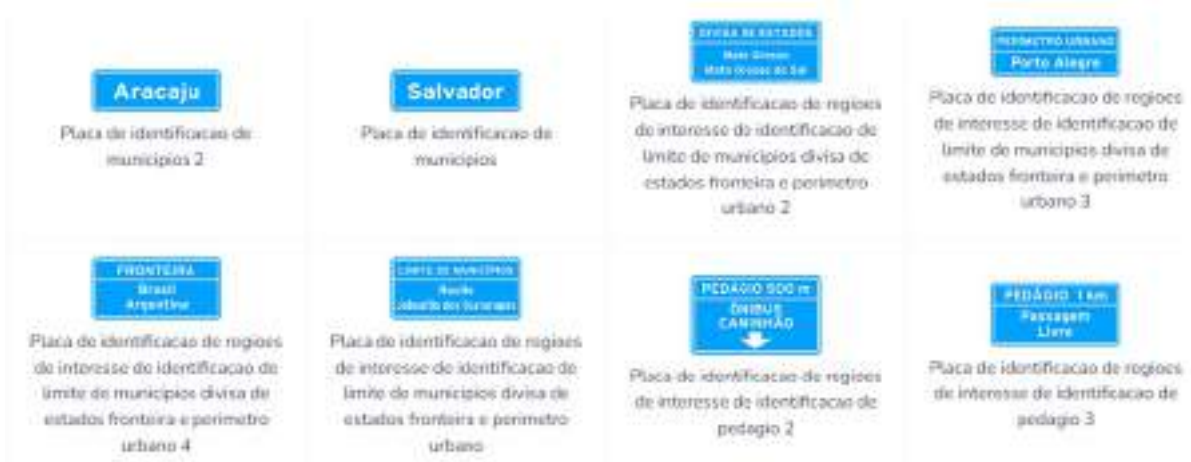 Aracaju
Placa de identificacao de
municipios 2
Salvador
Placa de identificacao de
municipios
DIVISA DE ESTADOS
Mato Grosso
Mato Grosso do Sul
Placa de identificacao de regioes
de interesse de identificacao de
limite de municipios divisa de
estados fronteira e perimetro
urbano 2
PERÍMETRO URBANO
Porto Alegre
Placa de identificacao de regioes
de interesse de identificacao de
limite de municipios divisa de
estados fronteira e perimetro
urbano 3
FRONTEIRA
Brasil
Argentina
Placa de identificacao de regioes
de interesse de identificacao de
limite de municipios divisa de
estados fronteira e perimetro
urbano 4
LIMITE DE MUNICÍPIOS
Recife
Jaboatão dos Guararapes
Placa de identificacao de regioes
de interesse de identificacao de
limite de municipios divisa de
estados fronteira e perimetro
urbano
PEDÁGIO 500 m
ÔNIBUS
CAMINHÃO
Placa de identificacao de regioes
de interesse de identificacao de
pedagio 2
PEDÁGIO 1 km
Passagem
Livre
Placa de identificacao de regioes
de interesse de identificacao de
pedagio 3